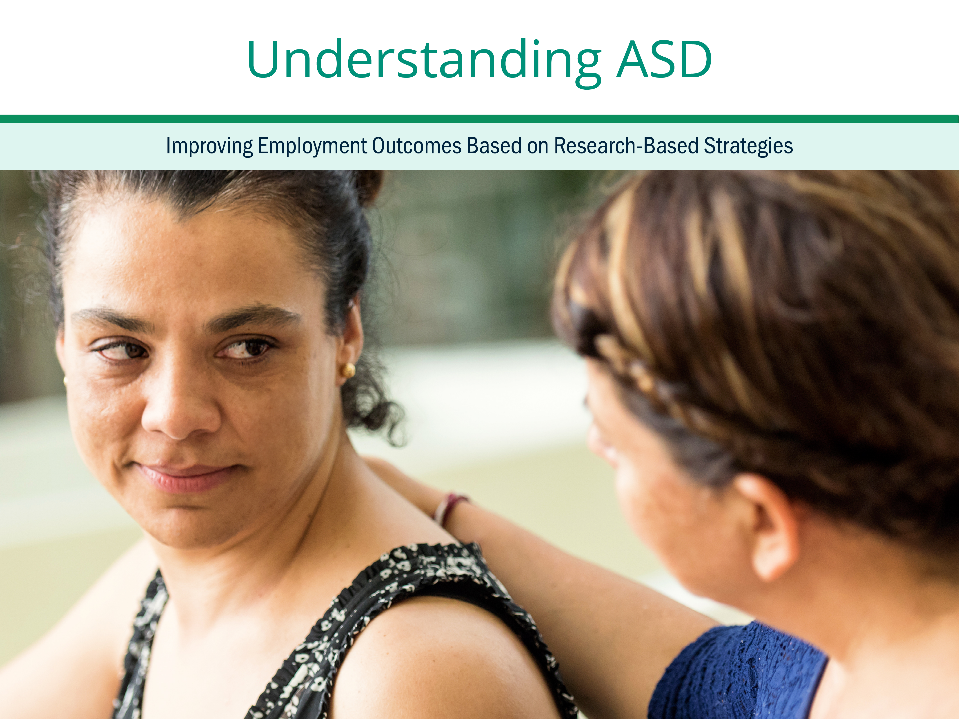 Understanding ASD
Improving Employment Outcomes Based on Research-Based Strategies